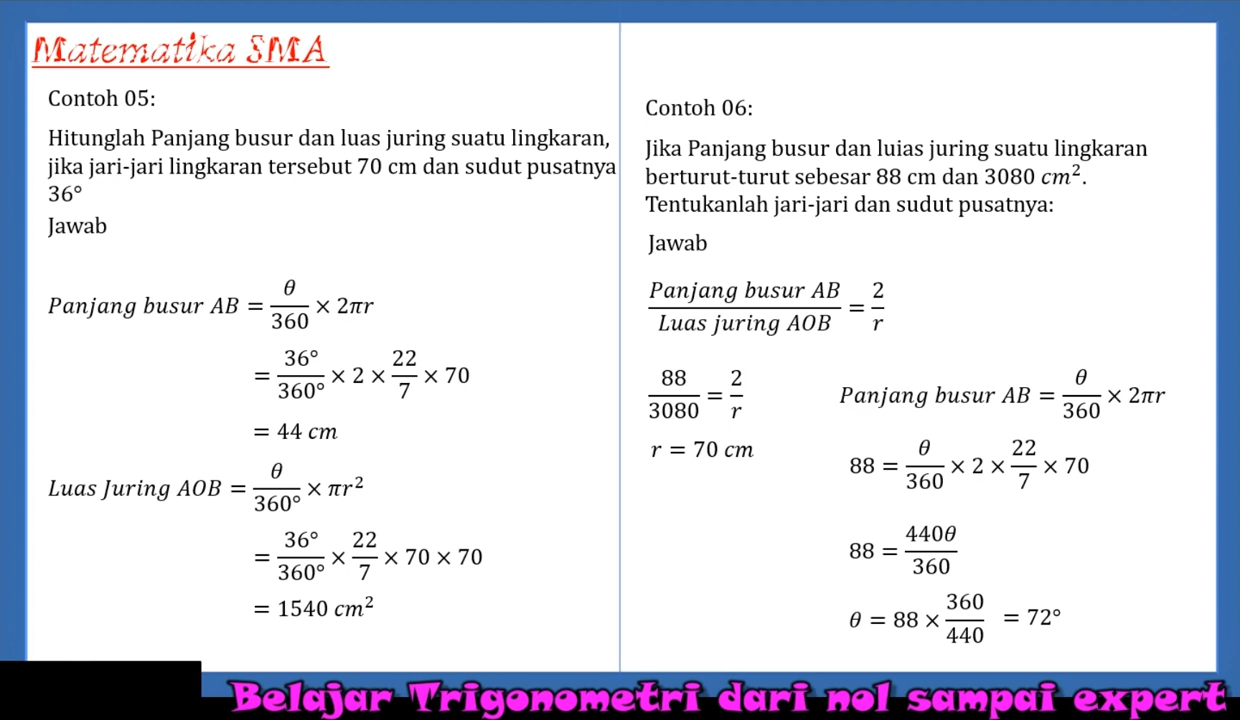 Matematika SMA
Contoh 05:
Hitunglah Panjang busur dan luas juring suatu lingkaran,
jika jari-jari lingkaran tersebut 70 cm dan sudut pusatnya
36°
Jawab
Panjang busur AB = θ/360 × 2πr
= 36°/360° × 2 × 22/7 × 70
= 44 cm
Luas Juring AOB = θ/360° × πr²
= 36°/360° × 22/7 × 70 × 70
= 1540 cm²
Contoh 06:
Jika Panjang busur dan luias juring suatu lingkaran
berturut-turut sebesar 88 cm dan 3080 cm².
Tentukanlah jari-jari dan sudut pusatnya:
Jawab
Panjang busur AB / Luas juring AOB = 2/r
88/3080 = 2/r
r = 70 cm
Panjang busur AB = θ/360 × 2πr
88 = θ/360 × 2 × 22/7 × 70
88 = 440θ/360
θ = 88 × 360/440 = 72°
Belajar Trigonometri dari nol sampai expert